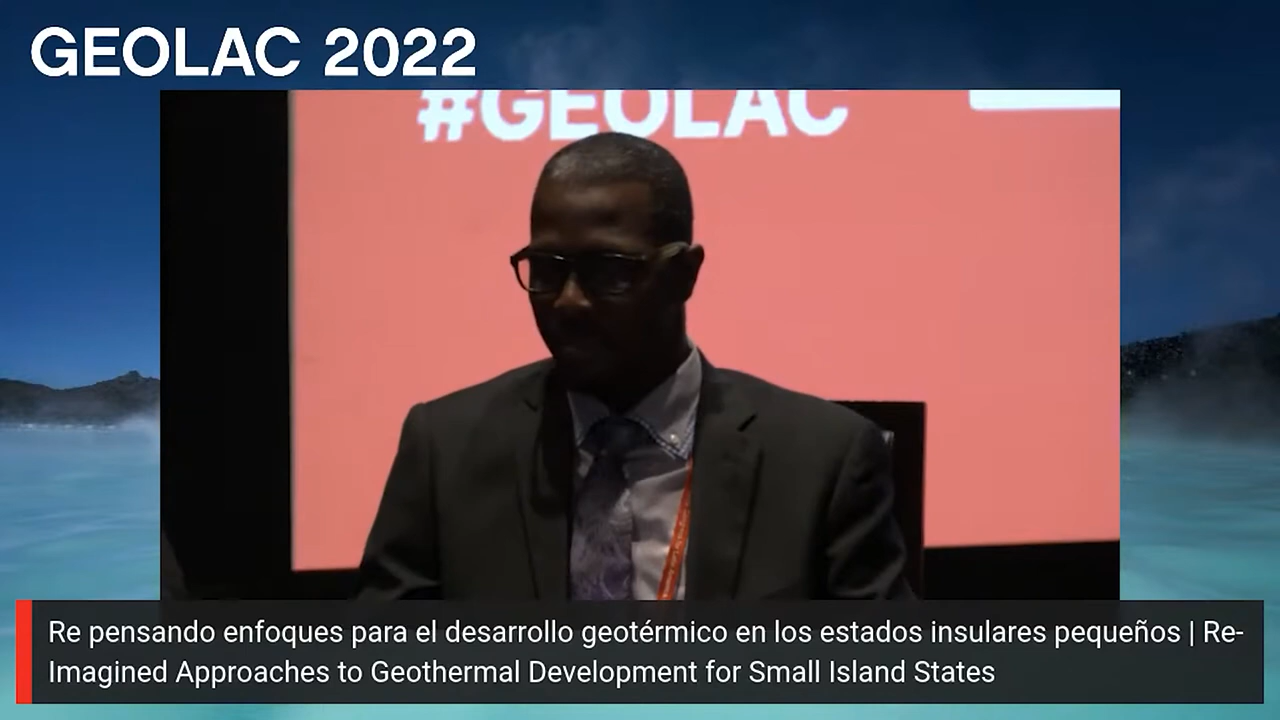 GEOLAC 2022
#GEOLAC
Re pensando enfoques para el desarrollo geotérmico en los estados insulares pequeños | Re-
Imagined Approaches to Geothermal Development for Small Island States